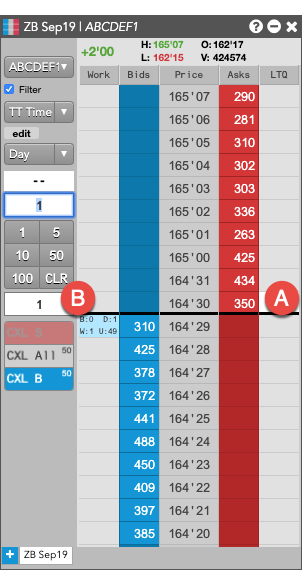 ZB Sep19 | ABCDEF1
+2'00 H: 165'07 O: 162'17
L: 162'15 V: 424574
ABCDEF1
Filter
TT Time
edit
Day
--
1
1 5
10 50
100 CLR
1
CXL S
CXL All 50
CXL B 50
Work Bids Price Asks LTQ
165'07 290
165'06 281
165'05 310
165'04 302
165'03 303
165'02 336
165'01 263
165'00 425
164'31 434
164'30 350
B A
B:0 D:1
W:1 U:49
310 164'29
425 164'28
378 164'27
372 164'26
441 164'25
488 164'24
450 164'23
409 164'22
397 164'21
385 164'20
+ ZB Sep19